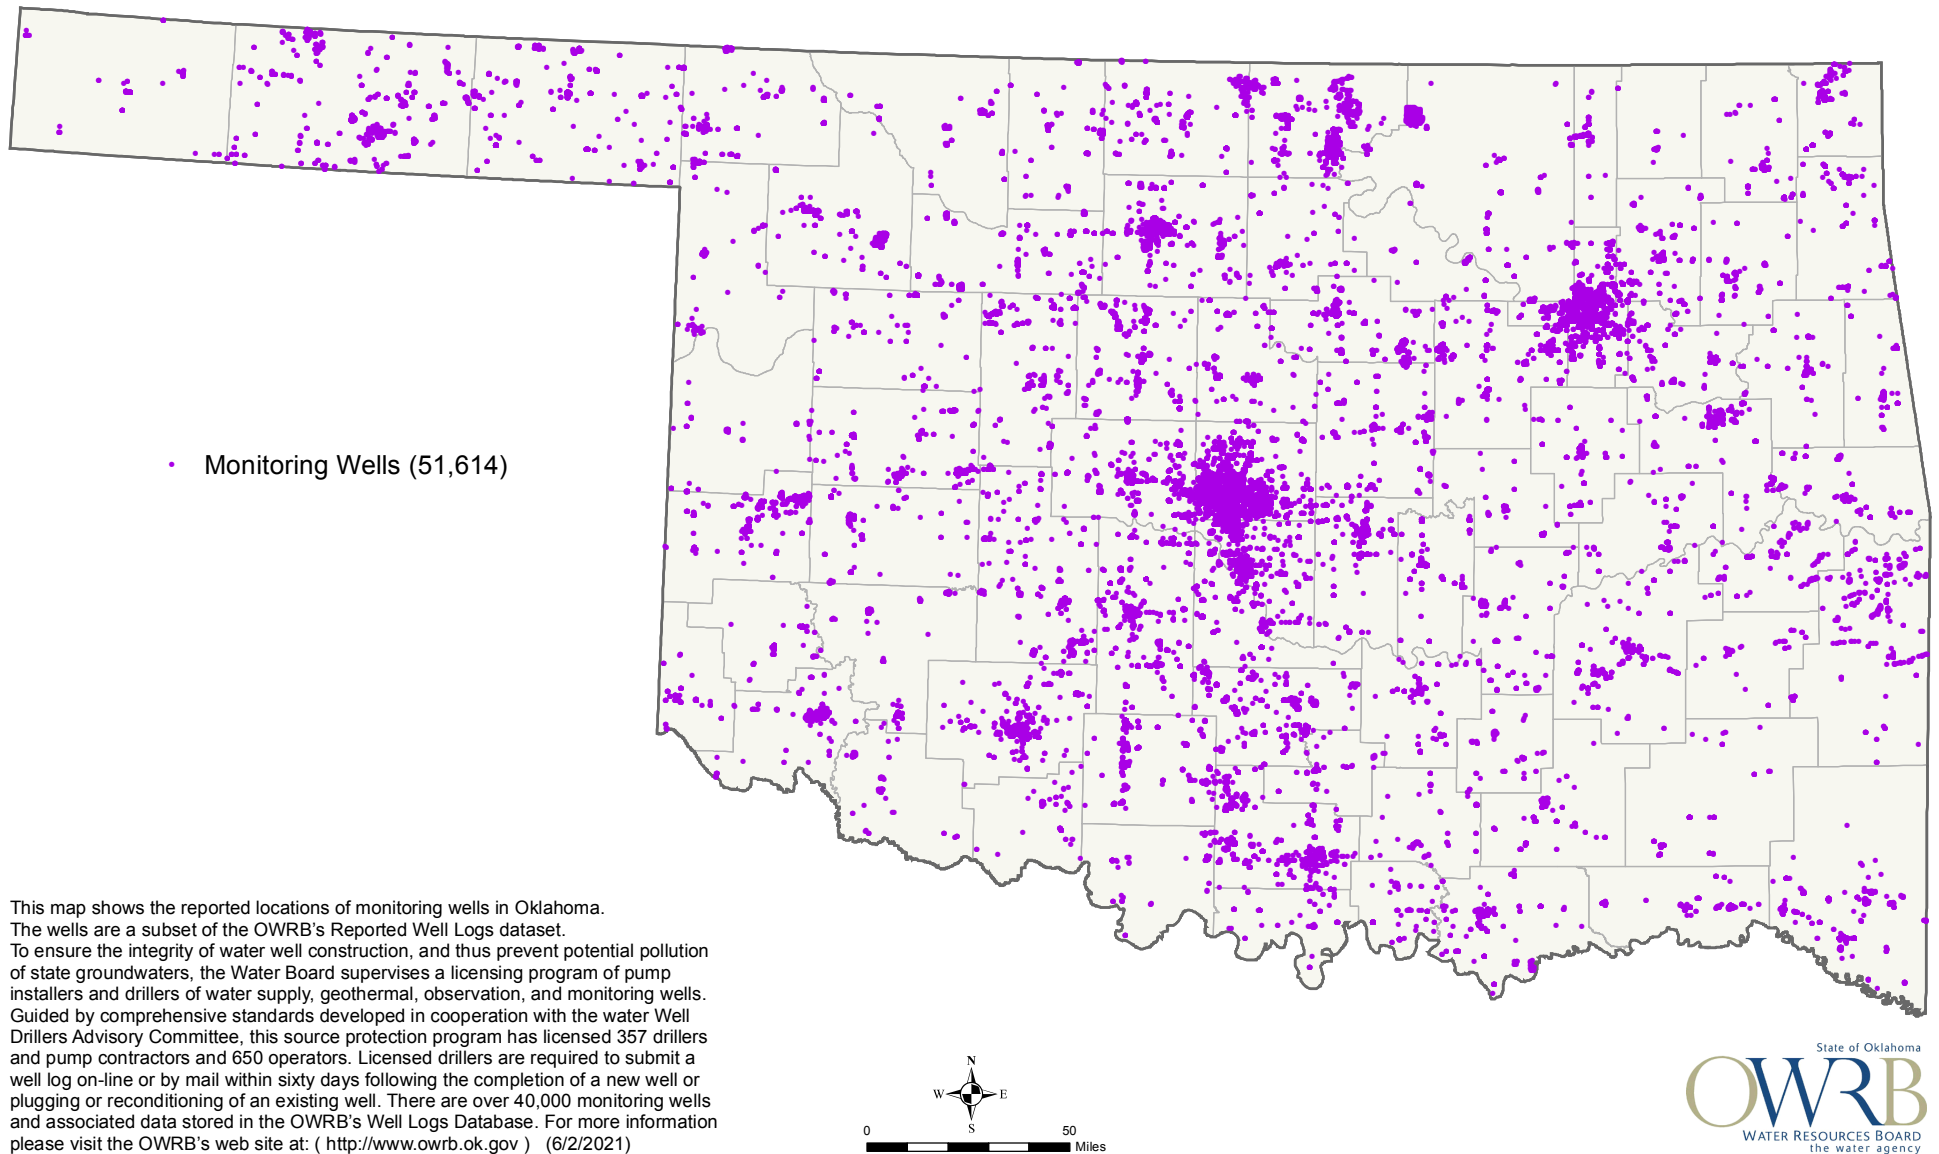 Monitoring Wells (51,614)
This map shows the reported locations of monitoring wells in Oklahoma.
The wells are a subset of the OWRB's Reported Well Logs dataset.
To ensure the integrity of water well construction, and thus prevent potential pollution
of state groundwaters, the Water Board supervises a licensing program of pump
installers and drillers of water supply, geothermal, observation, and monitoring wells.
Guided by comprehensive standards developed in cooperation with the water Well
Drillers Advisory Committee, this source protection program has licensed 357 drillers
and pump contractors and 650 operators. Licensed drillers are required to submit a
well log on-line or by mail within sixty days following the completion of a new well or
plugging or reconditioning of an existing well. There are over 40,000 monitoring wells
and associated data stored in the OWRB's Well Logs Database. For more information
please visit the OWRB's web site at: ( http://www.owrb.ok.gov ) (6/2/2021)
N
W E
S
0 50
Miles
State of Oklahoma
OWRB
WATER RESOURCES BOARD
the water agency